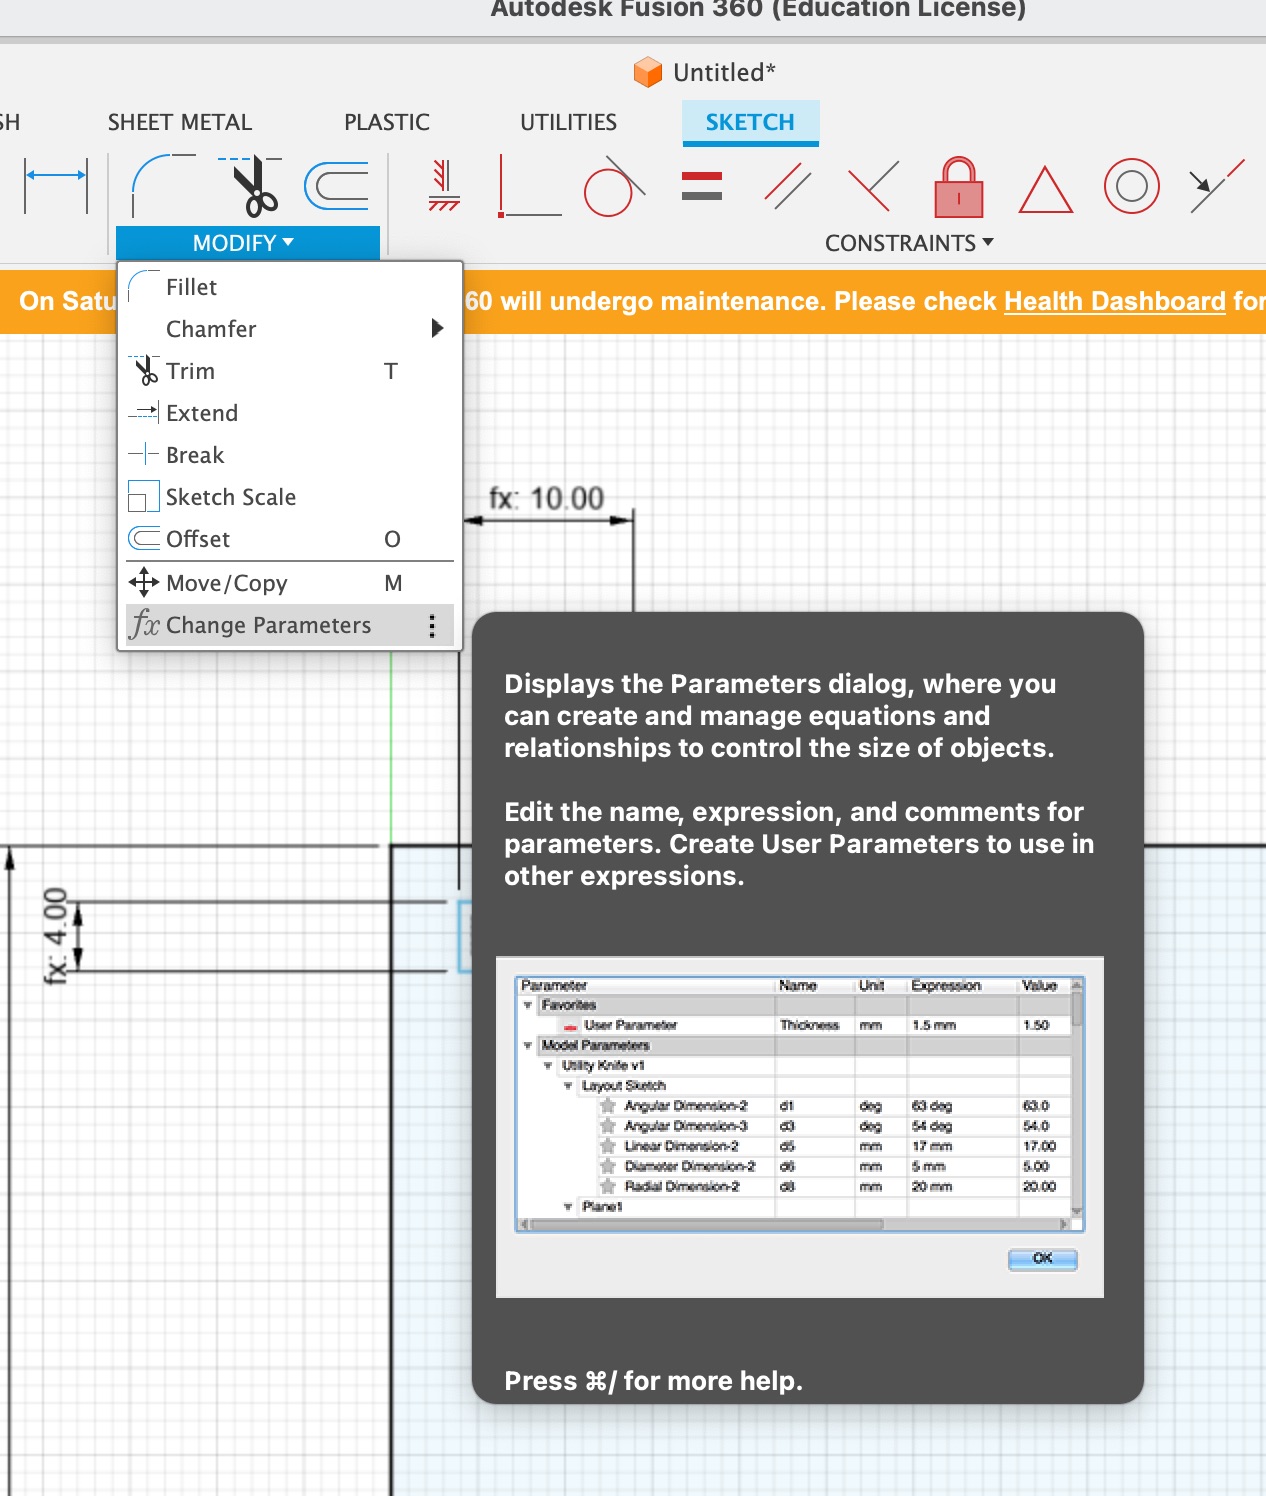 Autodesk Fusion 360 (Education License)
Untitled*
SH SHEET METAL PLASTIC UTILITIES SKETCH
MODIFY CONSTRAINTS
On Satu 60 will undergo maintenance. Please check Health Dashboard for
Fillet
Chamfer
Trim T
Extend
Break
Sketch Scale
Offset O
Move/Copy M
fx Change Parameters
fx: 10.00
fx: 4.00
Displays the Parameters dialog, where you
can create and manage equations and
relationships to control the size of objects.
Edit the name, expression, and comments for
parameters. Create User Parameters to use in
other expressions.
Parameter Name Unit Expression Value
Favorites
User Parameter Thickness mm 1.5 mm 1.50
Model Parameters
Utility Knife v1
Layout Sketch
Angular Dimension-2 d1 deg 63 deg 63.0
Angular Dimension-3 d3 deg 54 deg 54.0
Linear Dimension-2 d5 mm 17 mm 17.00
Diameter Dimension-2 d6 mm 5 mm 5.00
Radial Dimension-2 d8 mm 20 mm 20.00
Plane1
OK
Press ⌘/ for more help.